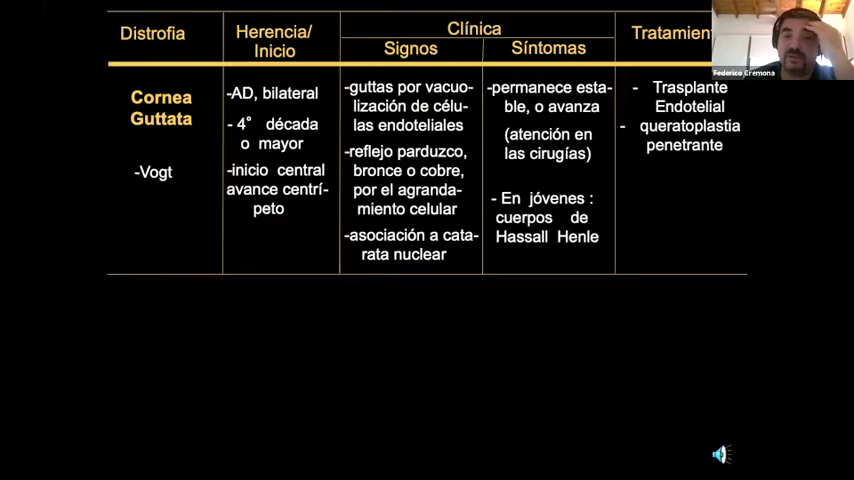 Distrofia
Herencia/
Inicio
Clínica
Signos
Síntomas
Tratamien
Federico Cremona
Cornea
Guttata
-Vogt
-AD, bilateral
- 4° década
o mayor
-inicio central
avance centrí-
peto
-guttas por vacuo-
lización de célu-
las endoteliales
-reflejo parduzco,
bronce o cobre,
por el agranda-
miento celular
-asociación a cata-
rata nuclear
-permanece esta-
ble, o avanza
(atención en
las cirugías)
- En jóvenes :
cuerpos de
Hassall Henle
- Trasplante
Endotelial
- queratoplastia
penetrante